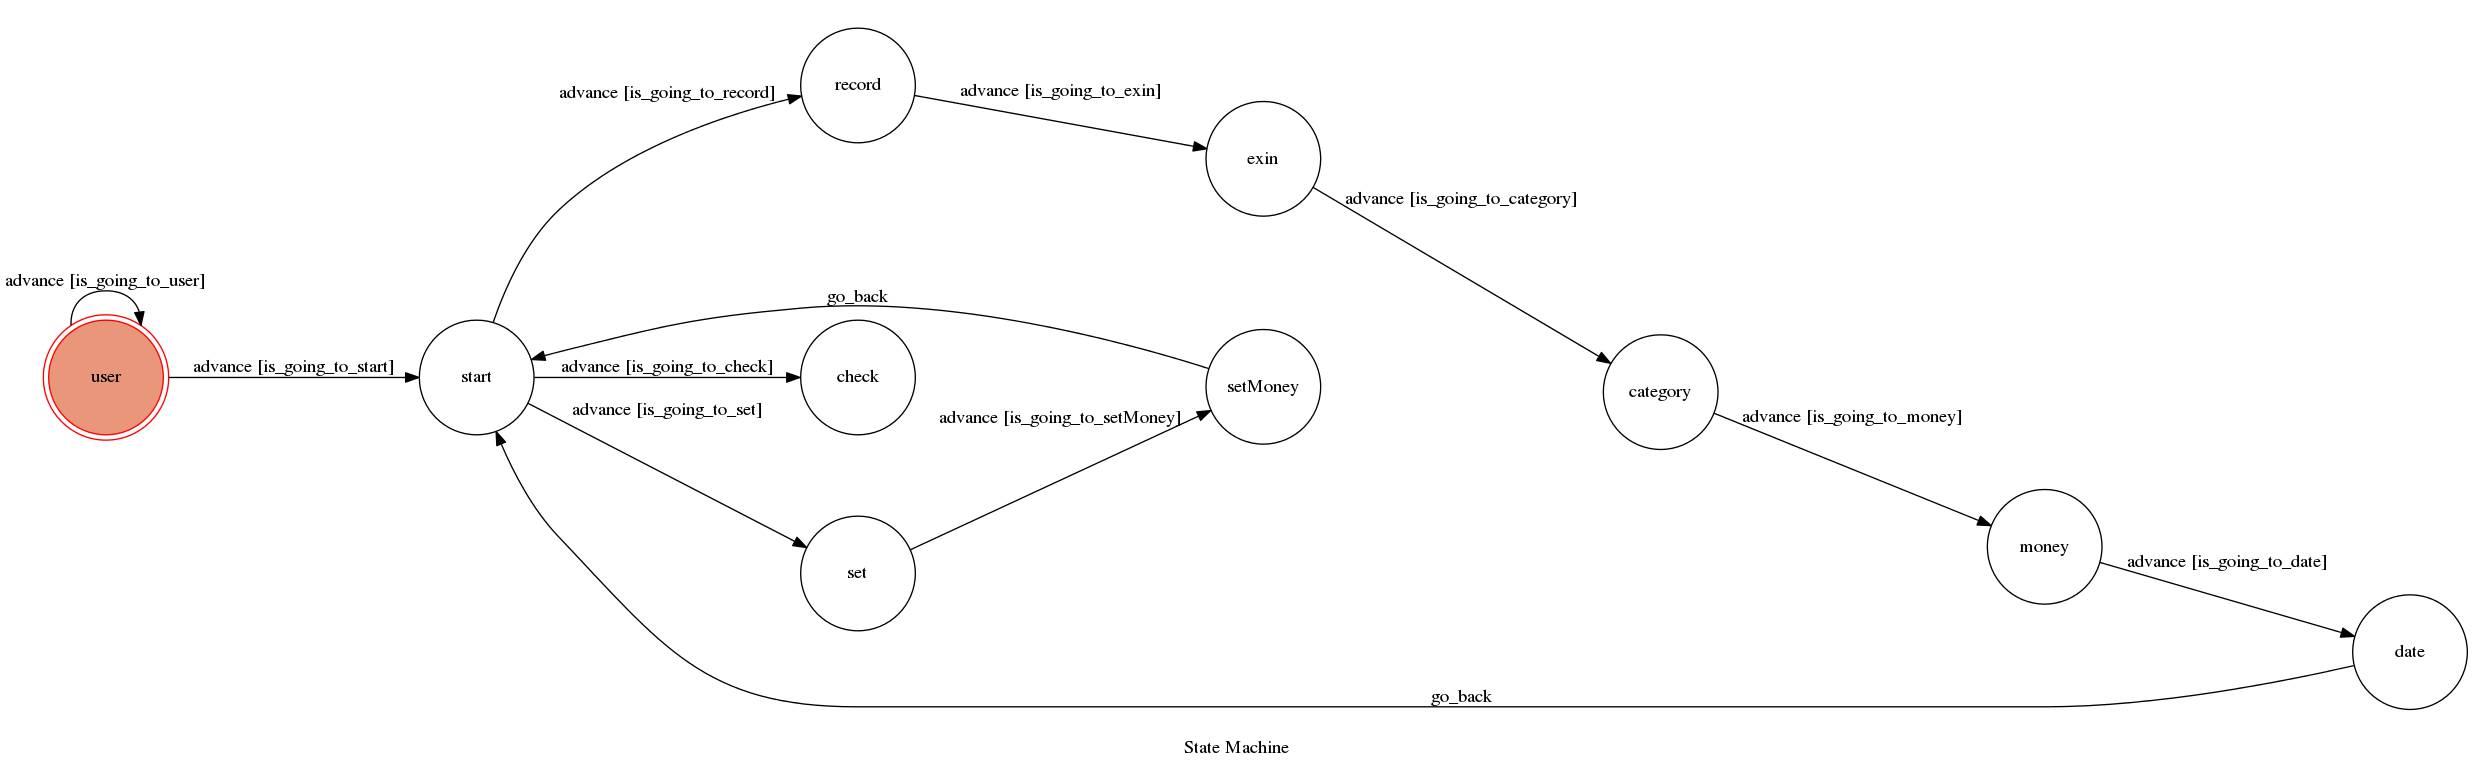 record
advance [is_going_to_record]
advance [is_going_to_exin]
exin
advance [is_going_to_category]
advance [is_going_to_user]
go_back
user
advance [is_going_to_start]
start
advance [is_going_to_check]
check
setMoney
category
advance [is_going_to_set]
advance [is_going_to_setMoney]
advance [is_going_to_money]
set
money
advance [is_going_to_date]
date
go_back
State Machine